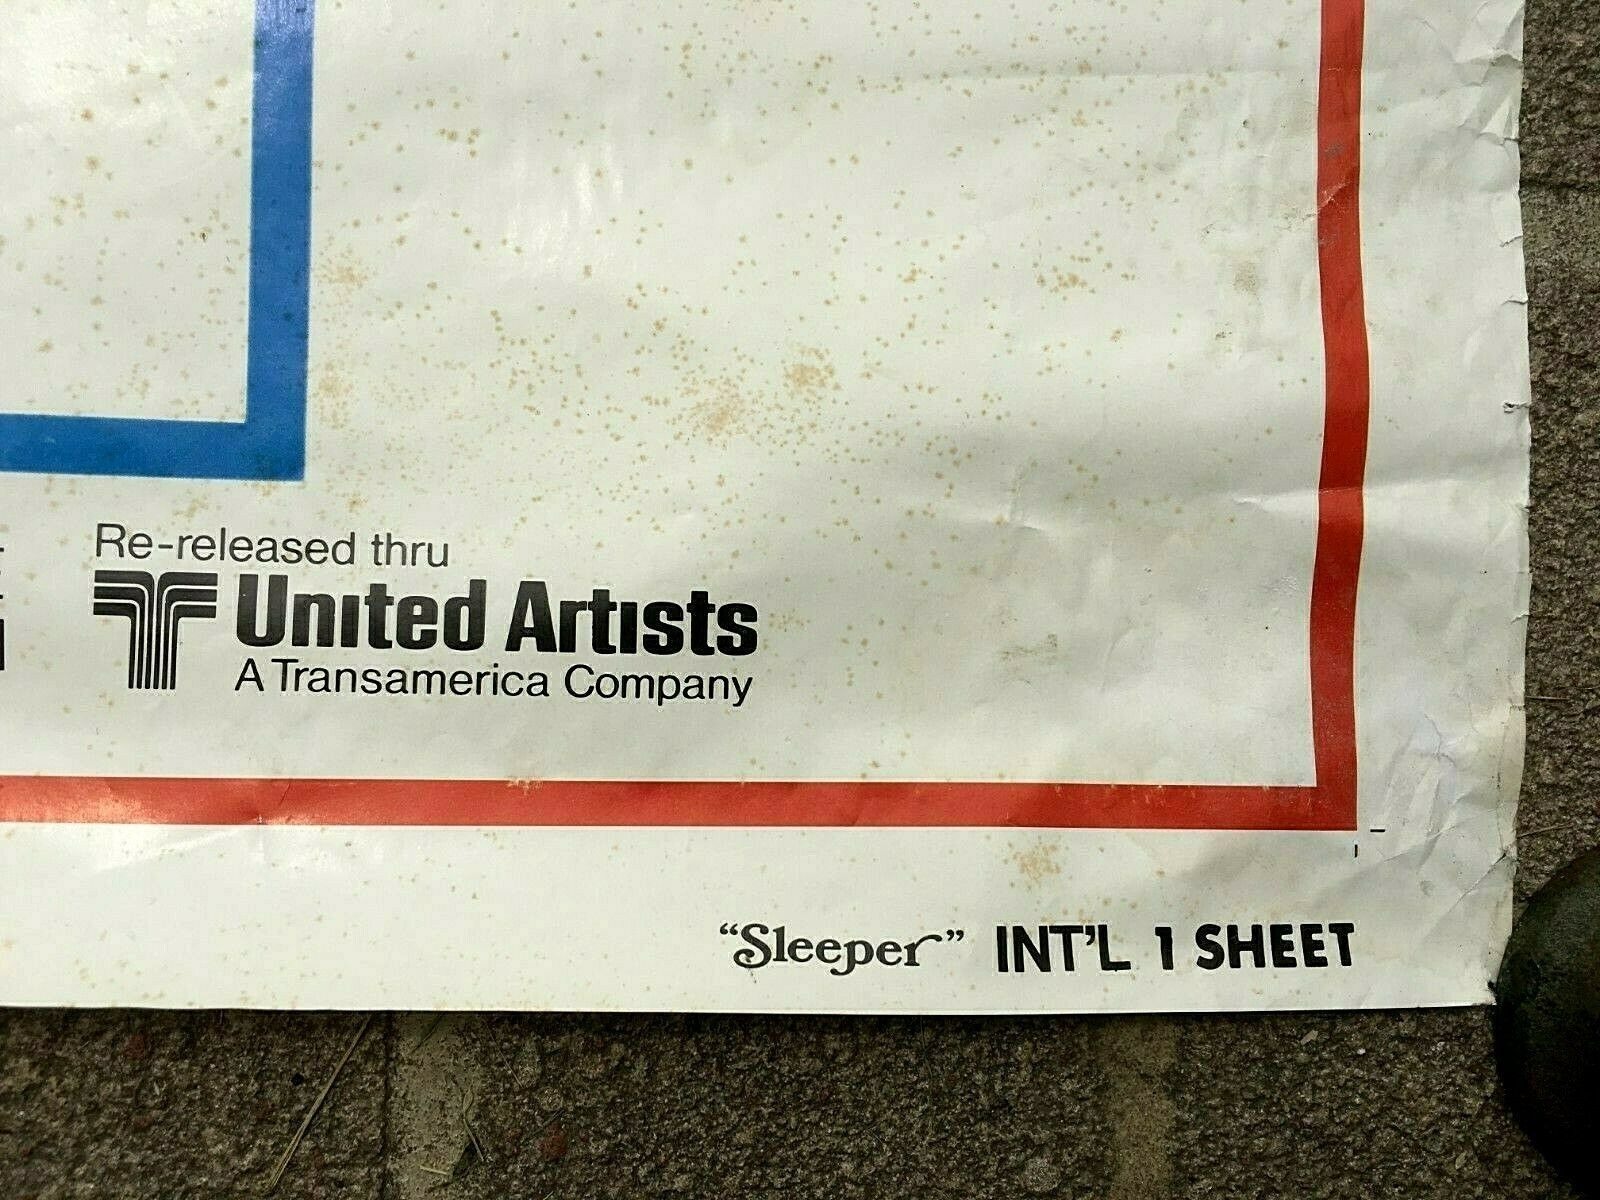 Re-released thru
United Artists
A Transamerica Company
"Sleeper" INT'L 1 SHEET